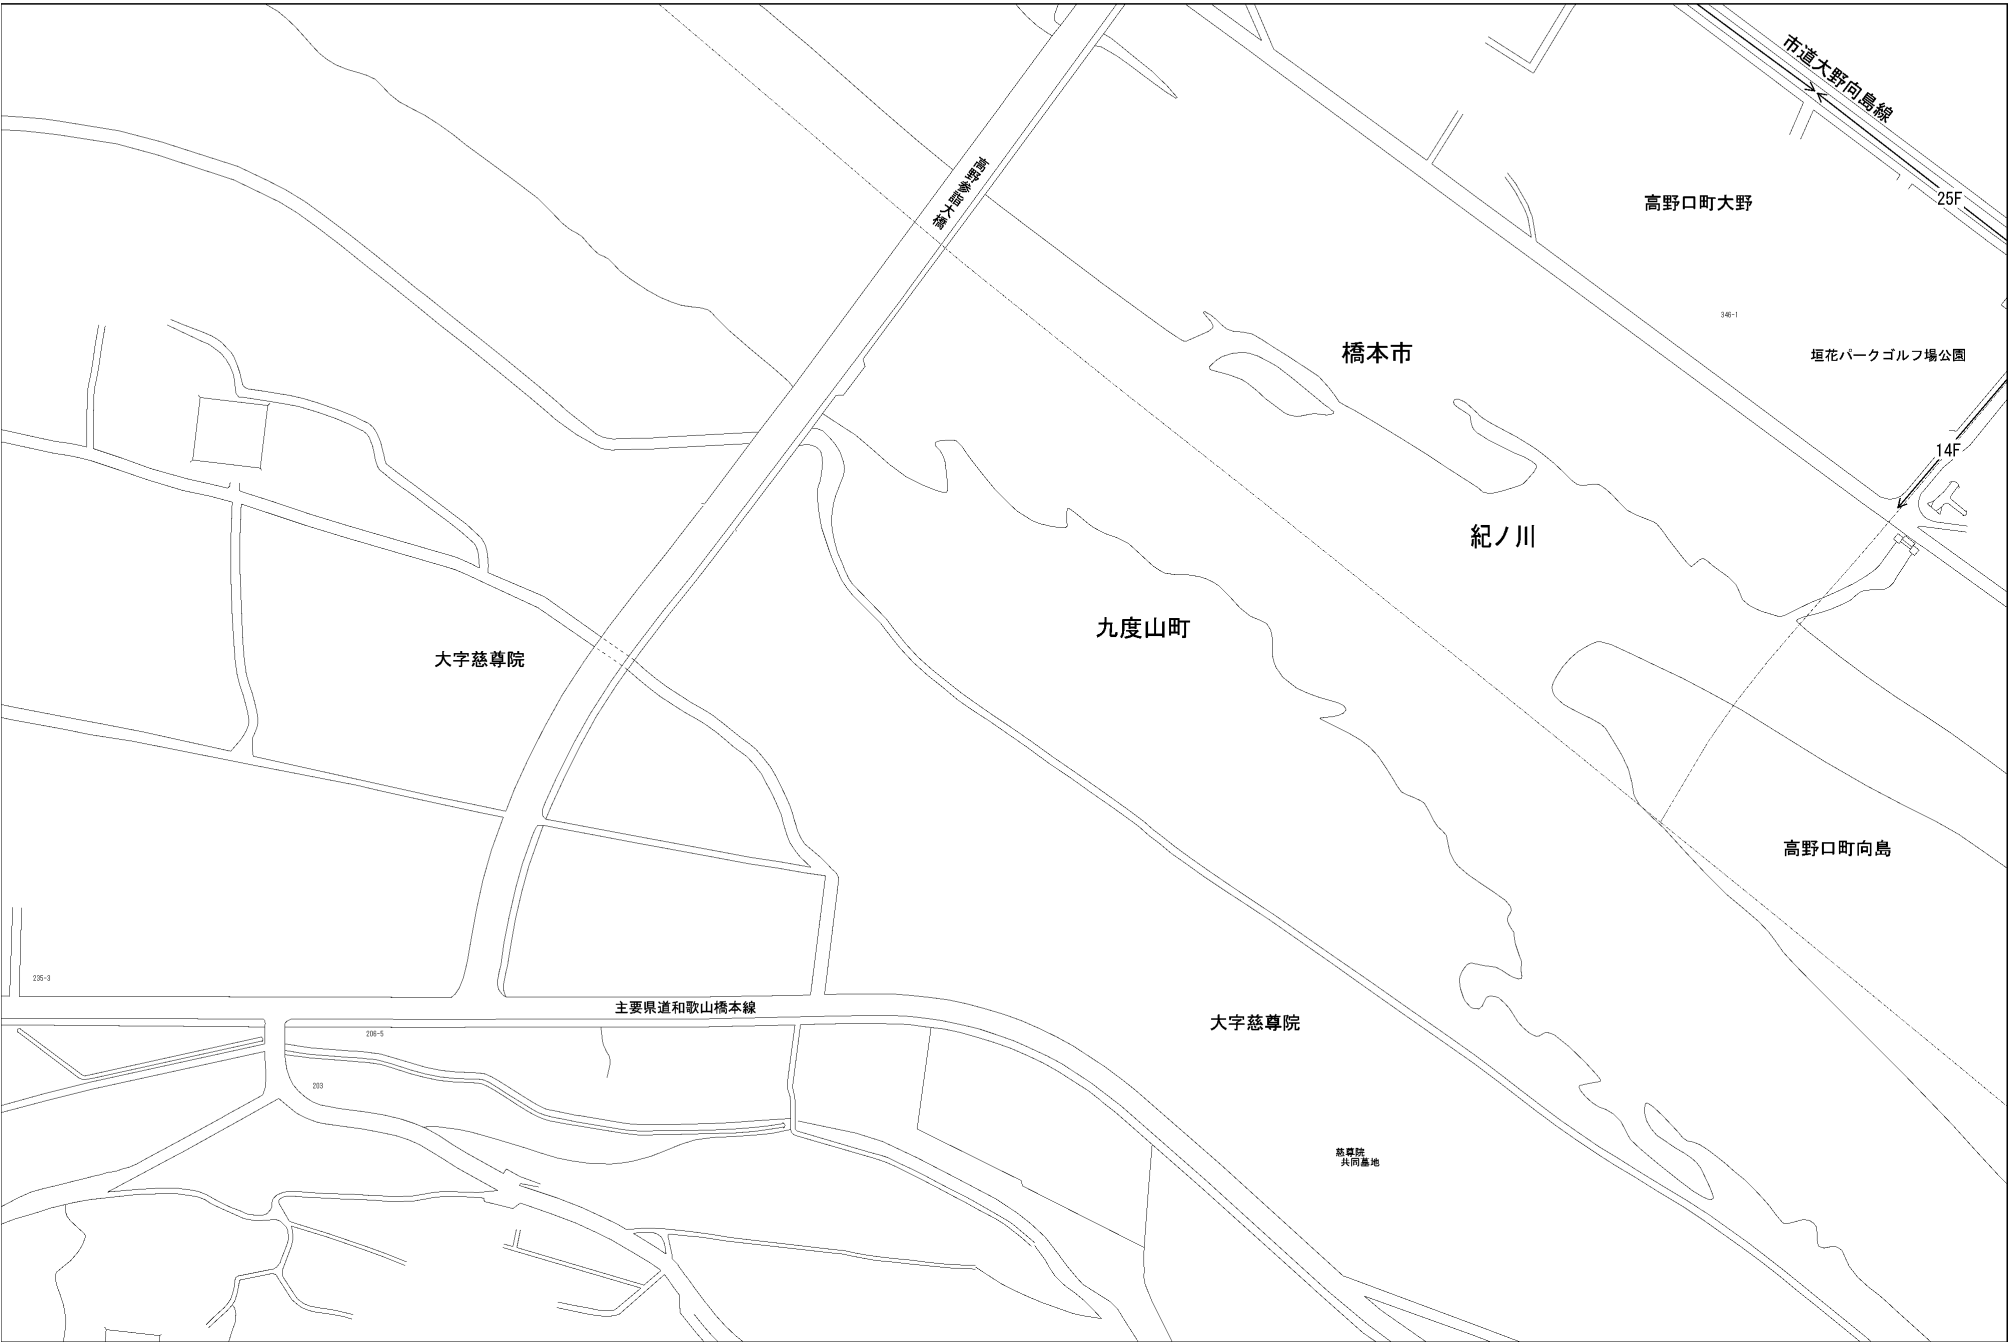 市道大野向島線
高野参詣大橋
高野口町大野
25F
346-1
橋本市
垣花パークゴルフ場公園
14F
紀ノ川
九度山町
大字慈尊院
高野口町向島
235-3
主要県道和歌山橋本線
大字慈尊院
206-5
203
慈尊院
共同墓地